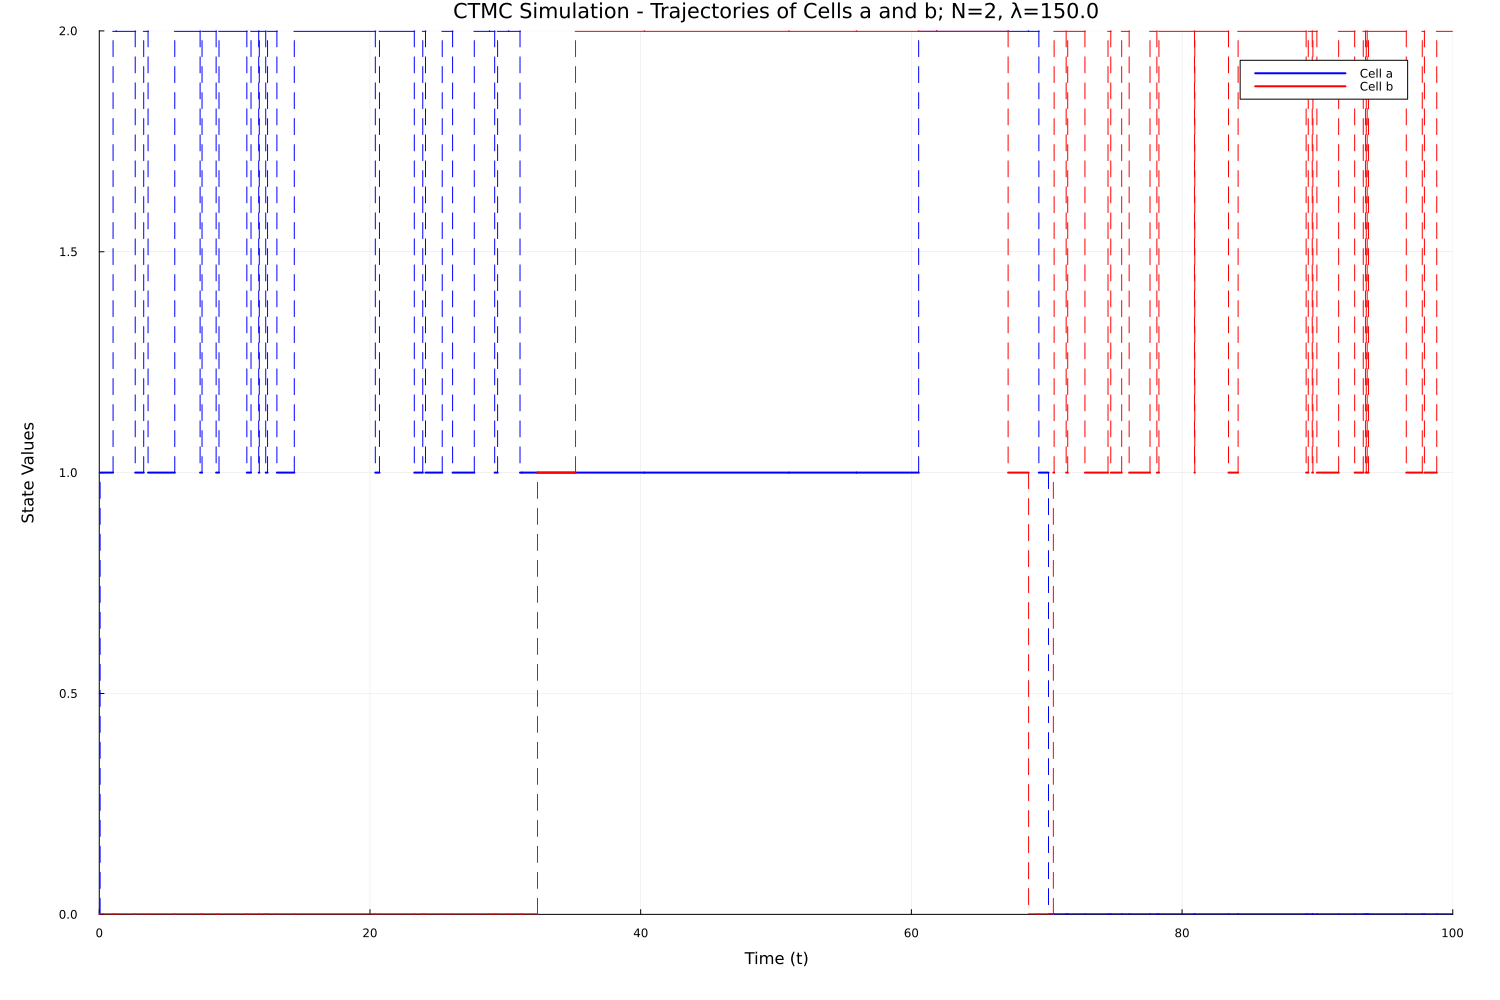 CTMC Simulation - Trajectories of Cells a and b; N=2, λ=150.0
2.0
Cell a
Cell b
1.5
1.0
State Values
0.5
0.0
0 20 40 60 80 100
Time (t)